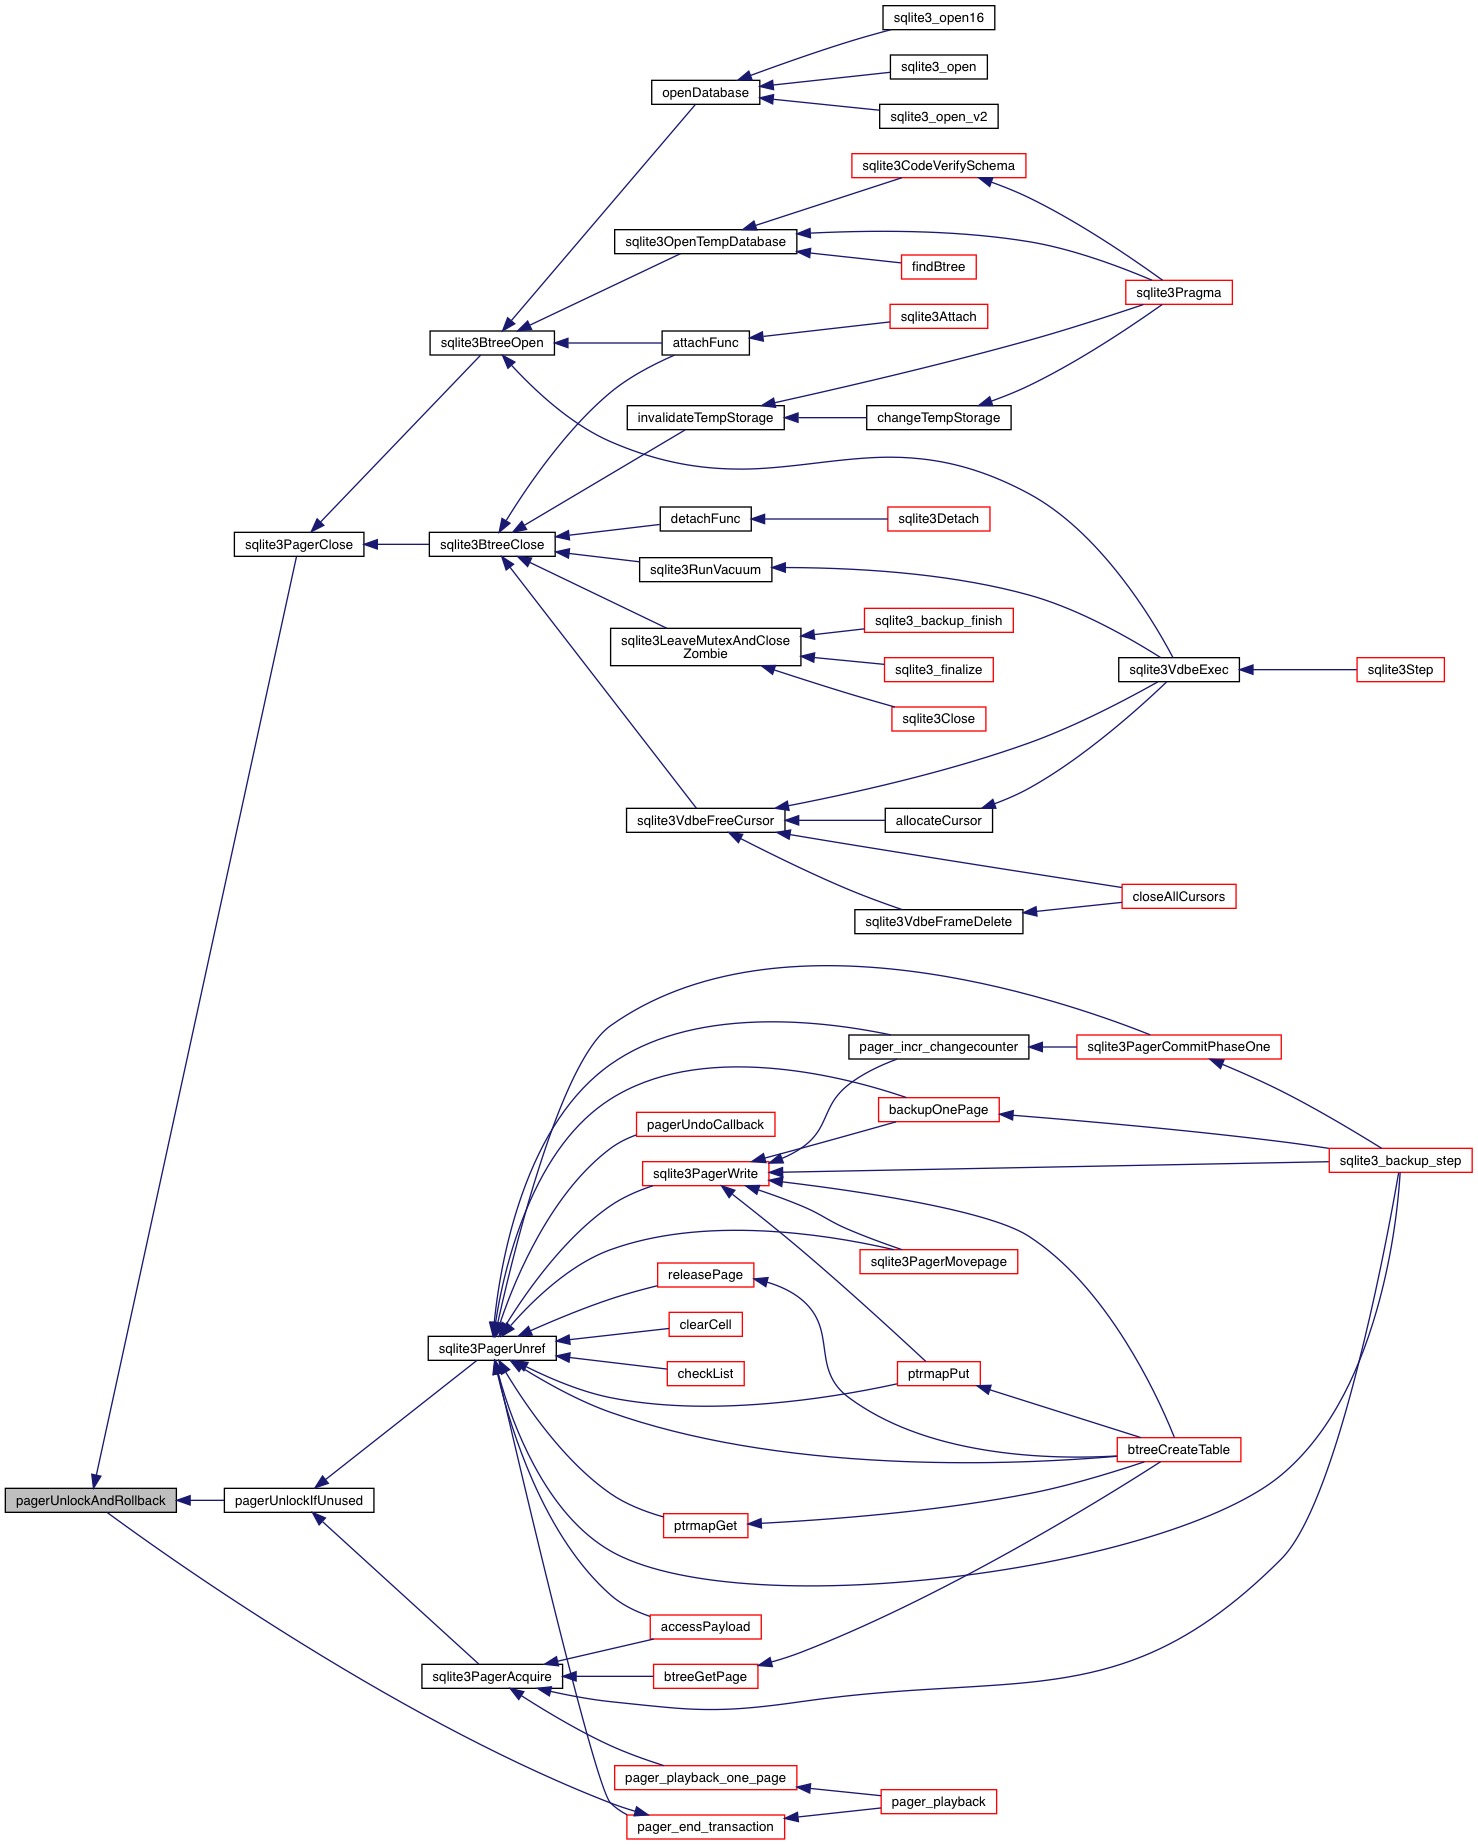 sqlite3_open16
sqlite3_open
openDatabase
sqlite3_open_v2
sqlite3CodeVerifySchema
sqlite3OpenTempDatabase
findBtree
sqlite3Pragma
sqlite3Attach
sqlite3BtreeOpen
attachFunc
invalidateTempStorage
changeTempStorage
detachFunc
sqlite3Detach
sqlite3PagerClose
sqlite3BtreeClose
sqlite3RunVacuum
sqlite3_backup_finish
sqlite3LeaveMutexAndClose
Zombie
sqlite3_finalize
sqlite3VdbeExec
sqlite3Step
sqlite3Close
sqlite3VdbeFreeCursor
allocateCursor
closeAllCursors
sqlite3VdbeFrameDelete
pager_incr_changecounter
sqlite3PagerCommitPhaseOne
backupOnePage
pagerUndoCallback
sqlite3_backup_step
sqlite3PagerWrite
sqlite3PagerMovepage
releasePage
clearCell
sqlite3PagerUnref
checkList
ptrmapPut
btreeCreateTable
pagerUnlockAndRollback
pagerUnlockIfUnused
ptrmapGet
accessPayload
sqlite3PagerAcquire
btreeGetPage
pager_playback_one_page
pager_playback
pager_end_transaction